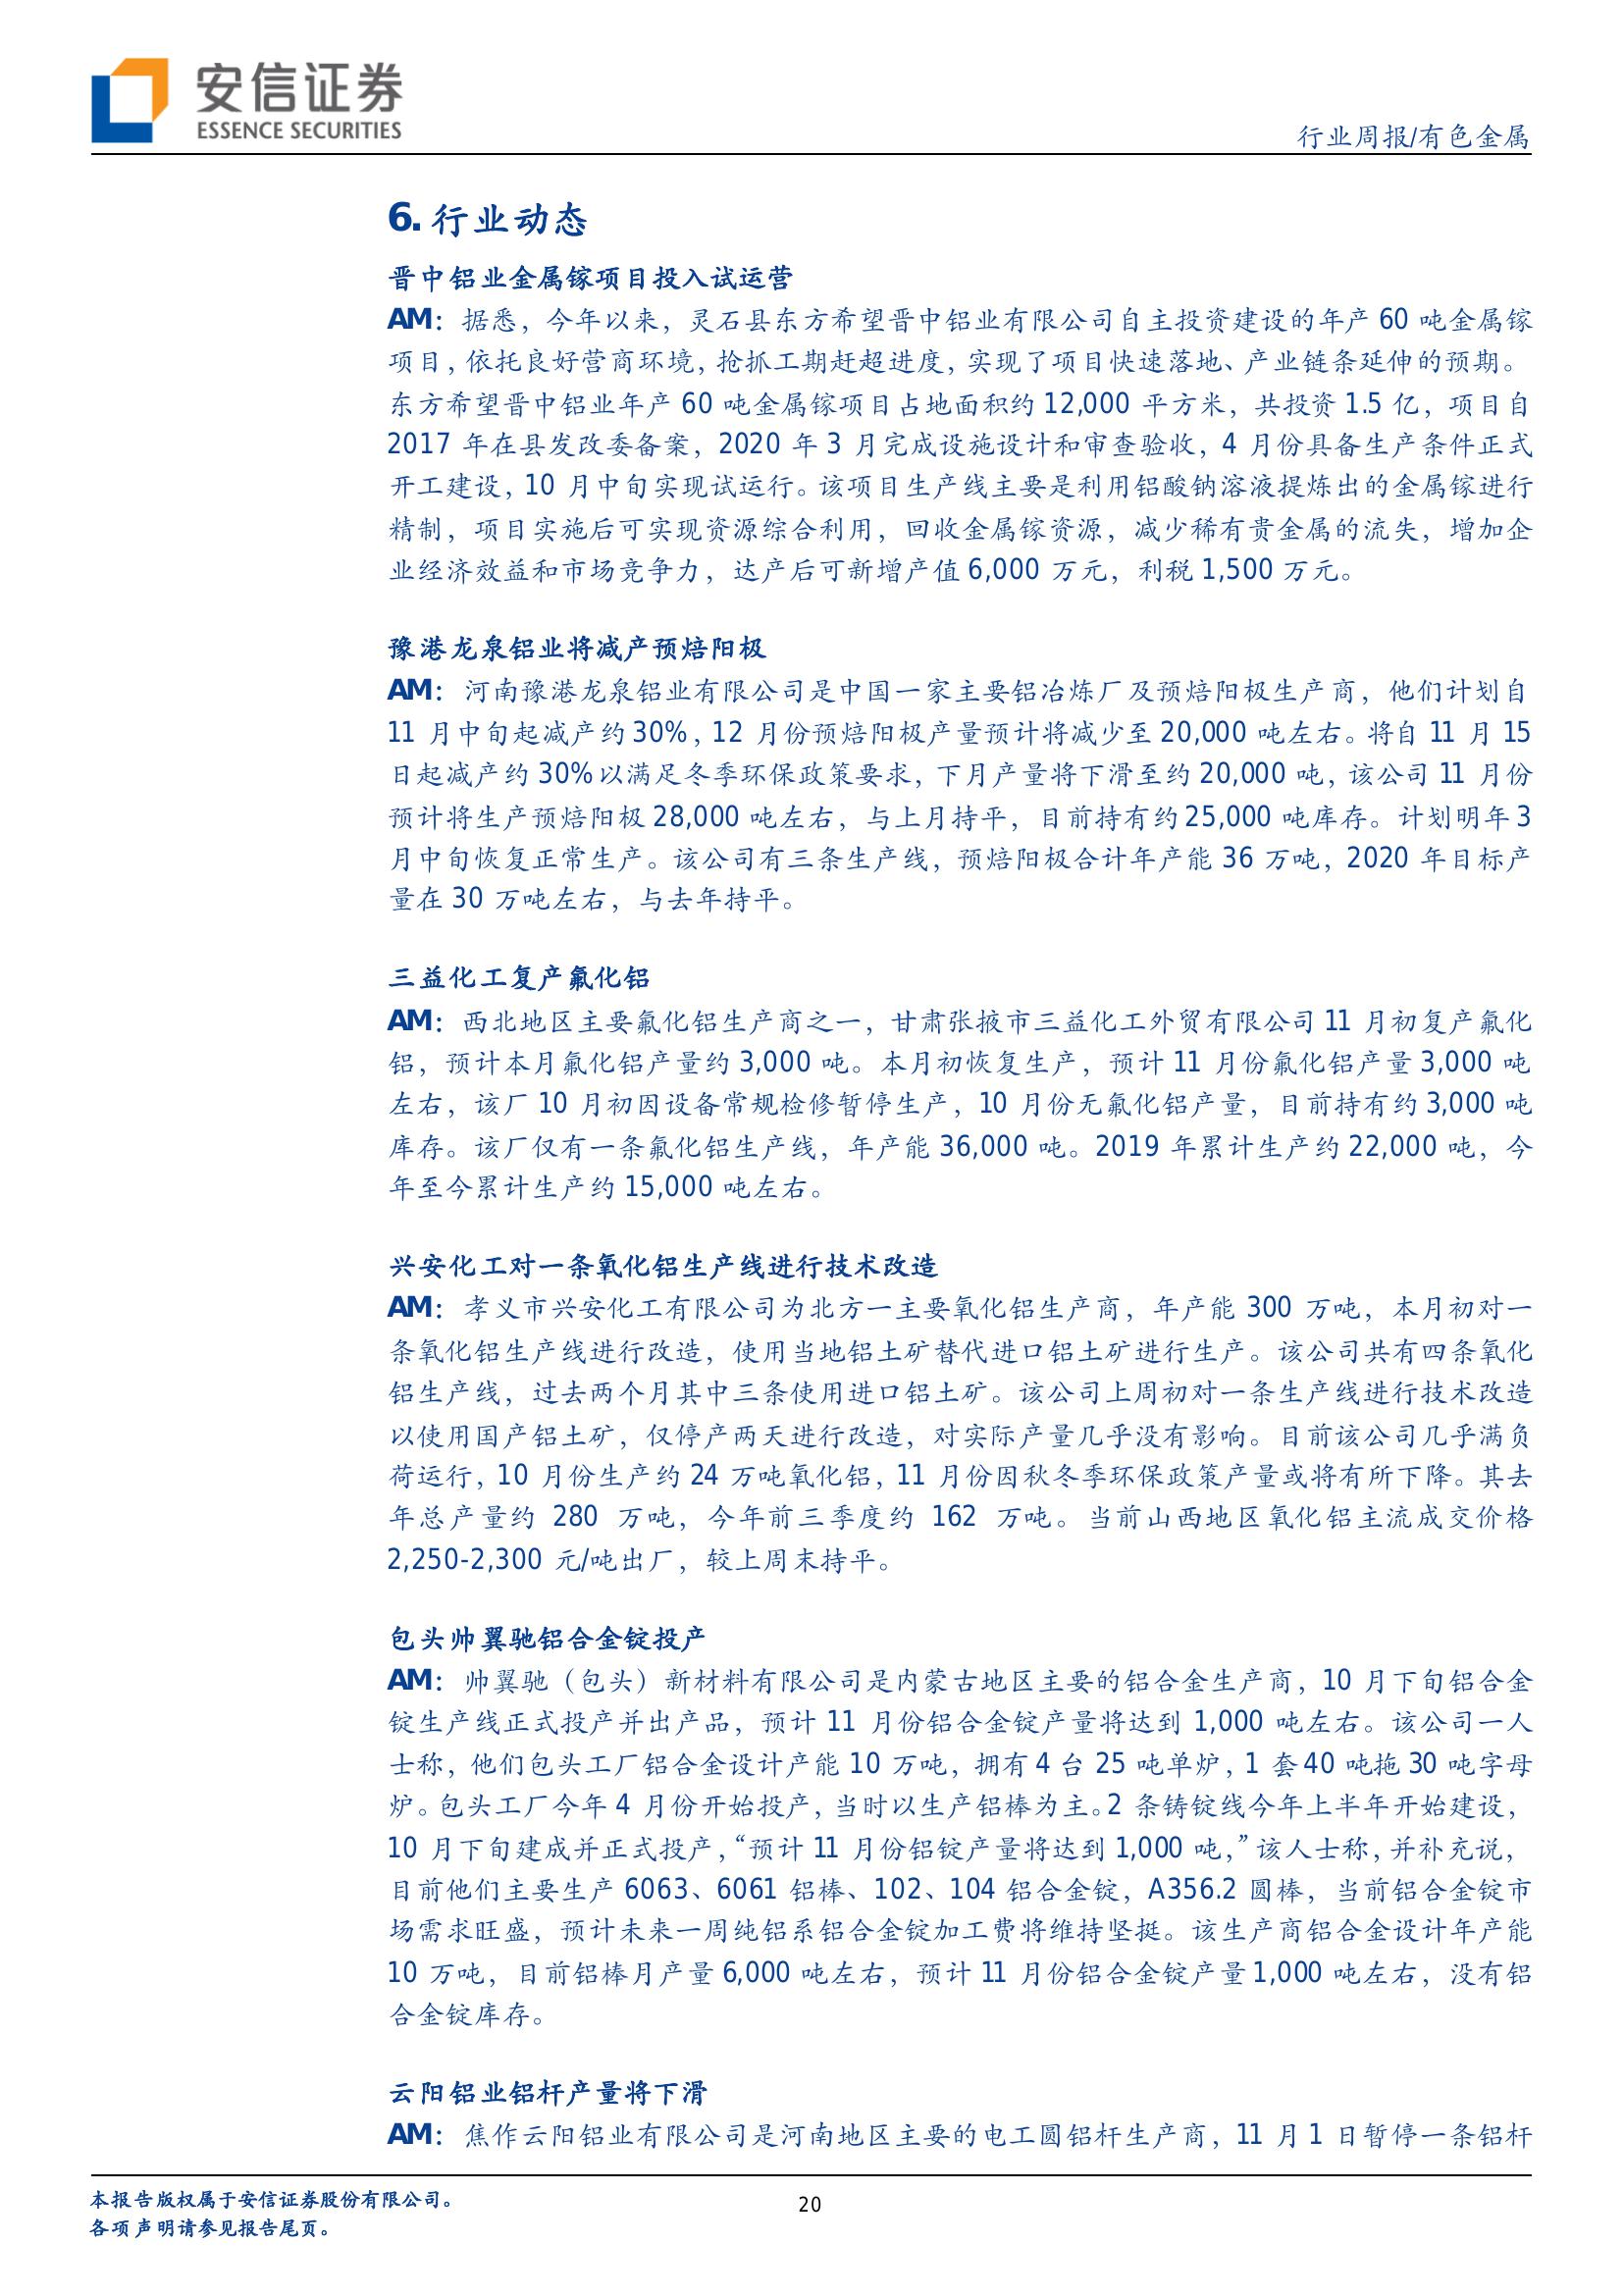 安信证券
ESSENCE SECURITIES
行业周报/有色金属
6. 行业动态
晋中铝业金属镓项目投入试运营
AM：据悉，今年以来，灵石县东方希望晋中铝业有限公司自主投资建设的年产 60 吨金属镓
项目，依托良好营商环境，抢抓工期赶超进度，实现了项目快速落地、产业链条延伸的预期。
东方希望晋中铝业年产 60 吨金属镓项目占地面积约 12,000 平方米，共投资 1.5 亿，项目自
2017 年在县发改委备案，2020 年 3 月完成设施设计和审查验收，4 月份具备生产条件正式
开工建设，10 月中旬实现试运行。该项目生产线主要是利用铝酸钠溶液提炼出的金属镓进行
精制，项目实施后可实现资源综合利用，回收金属镓资源，减少稀有贵金属的流失，增加企
业经济效益和市场竞争力，达产后可新增产值 6,000 万元，利税 1,500 万元。
豫港龙泉铝业将减产预焙阳极
AM：河南豫港龙泉铝业有限公司是中国一家主要铝冶炼厂及预焙阳极生产商，他们计划自
11 月中旬起减产约 30%，12 月份预焙阳极产量预计将减少至 20,000 吨左右。将自 11 月 15
日起减产约 30%以满足冬季环保政策要求，下月产量将下滑至约 20,000 吨，该公司 11 月份
预计将生产预焙阳极 28,000 吨左右，与上月持平，目前持有约 25,000 吨库存。计划明年 3
月中旬恢复正常生产。该公司有三条生产线，预焙阳极合计年产能 36 万吨，2020 年目标产
量在 30 万吨左右，与去年持平。
三益化工复产氟化铝
AM：西北地区主要氟化铝生产商之一，甘肃张掖市三益化工外贸有限公司 11 月初复产氟化
铝，预计本月氟化铝产量约 3,000 吨。本月初恢复生产，预计 11 月份氟化铝产量 3,000 吨
左右，该厂 10 月初因设备常规检修暂停生产，10 月份无氟化铝产量，目前持有约 3,000 吨
库存。该厂仅有一条氟化铝生产线，年产能 36,000 吨。2019 年累计生产约 22,000 吨，今
年至今累计生产约 15,000 吨左右。
兴安化工对一条氧化铝生产线进行技术改造
AM：孝义市兴安化工有限公司为北方一主要氧化铝生产商，年产能 300 万吨，本月初对一
条氧化铝生产线进行改造，使用当地铝土矿替代进口铝土矿进行生产。该公司共有四条氧化
铝生产线，过去两个月其中三条使用进口铝土矿。该公司上周初对一条生产线进行技术改造
以使用国产铝土矿，仅停产两天进行改造，对实际产量几乎没有影响。目前该公司几乎满负
荷运行，10 月份生产约 24 万吨氧化铝，11 月份因秋冬季环保政策产量或将有所下降。其去
年总产量约 280 万吨，今年前三季度约 162 万吨。当前山西地区氧化铝主流成交价格
2,250-2,300 元/吨出厂，较上周末持平。
包头帅翼驰铝合金锭投产
AM：帅翼驰（包头）新材料有限公司是内蒙古地区主要的铝合金生产商，10 月下旬铝合金
锭生产线正式投产并出产品，预计 11 月份铝合金锭产量将达到 1,000 吨左右。该公司一人
士称，他们包头工厂铝合金设计产能 10 万吨，拥有 4 台 25 吨单炉，1 套 40 吨拖 30 吨字母
炉。包头工厂今年 4 月份开始投产，当时以生产铝棒为主。2 条铸锭线今年上半年开始建设，
10 月下旬建成并正式投产，“预计 11 月份铝锭产量将达到 1,000 吨，”该人士称，并补充说，
目前他们主要生产 6063、6061 铝棒、102、104 铝合金锭，A356.2 圆棒，当前铝合金锭市
场需求旺盛，预计未来一周纯铝系铝合金锭加工费将维持坚挺。该生产商铝合金设计年产能
10 万吨，目前铝棒月产量 6,000 吨左右，预计 11 月份铝合金锭产量 1,000 吨左右，没有铝
合金锭库存。
云阳铝业铝杆产量将下滑
AM：焦作云阳铝业有限公司是河南地区主要的电工圆铝杆生产商，11 月 1 日暂停一条铝杆
本报告版权属于安信证券股份有限公司。
20
各项声明请参见报告尾页。